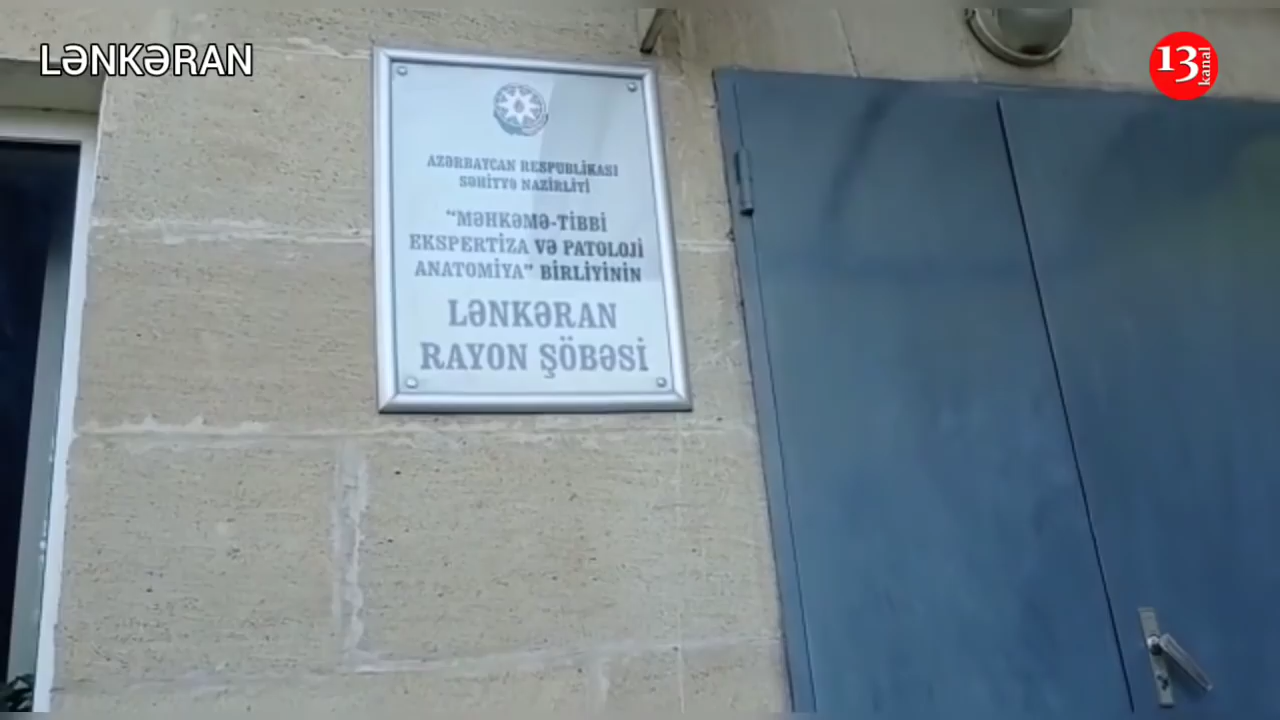 LƏNKƏRAN
13
kanal
AZƏRBAYCAN RESPUBLİKASI
SƏHİYYƏ NAZİRLİYİ
“MƏHKƏMƏ-TİBBİ
EKSPERTİZA VƏ PATOLOJİ
ANATOMİYA” BİRLİYİNİN
LƏNKƏRAN
RAYON ŞÖBƏSİ